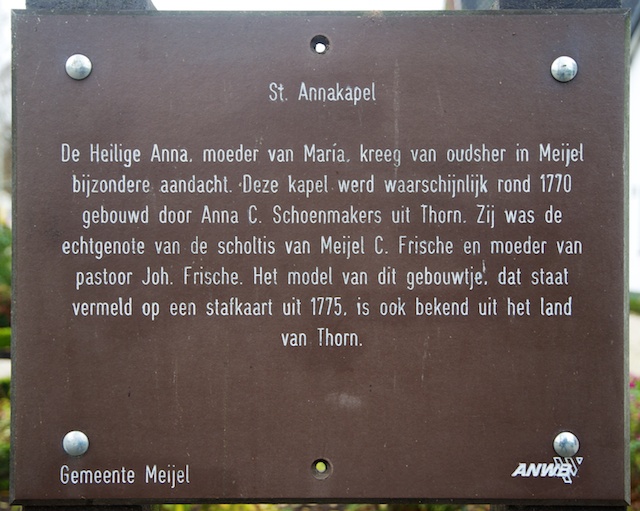 St. Annakapel
De Heilige Anna, moeder van Maria, kreeg van oudsher in Meijel
bijzondere aandacht. Deze kapel werd waarschijnlijk rond 1770
gebouwd door Anna C. Schoenmakers uit Thorn. Zij was de
echtgenote van de scholtis van Meijel C. Frische en moeder van
pastoor Joh. Frische. Het model van dit gebouwtje, dat staat
vermeld op een stafkaart uit 1775, is ook bekend uit het land
van Thorn.
Gemeente Meijel
ANWB